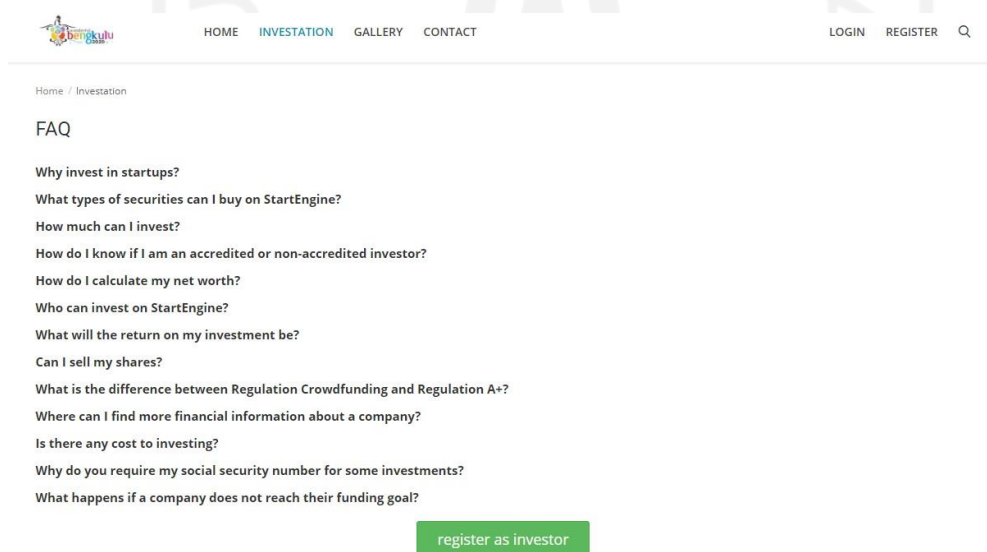 wonderful
bengkulu
2020
HOME INVESTATION GALLERY CONTACT
LOGIN REGISTER
Home / Investation
FAQ
Why invest in startups?
What types of securities can I buy on StartEngine?
How much can I invest?
How do I know if I am an accredited or non-accredited investor?
How do I calculate my net worth?
Who can invest on StartEngine?
What will the return on my investment be?
Can I sell my shares?
What is the difference between Regulation Crowdfunding and Regulation A+?
Where can I find more financial information about a company?
Is there any cost to investing?
Why do you require my social security number for some investments?
What happens if a company does not reach their funding goal?
register as investor